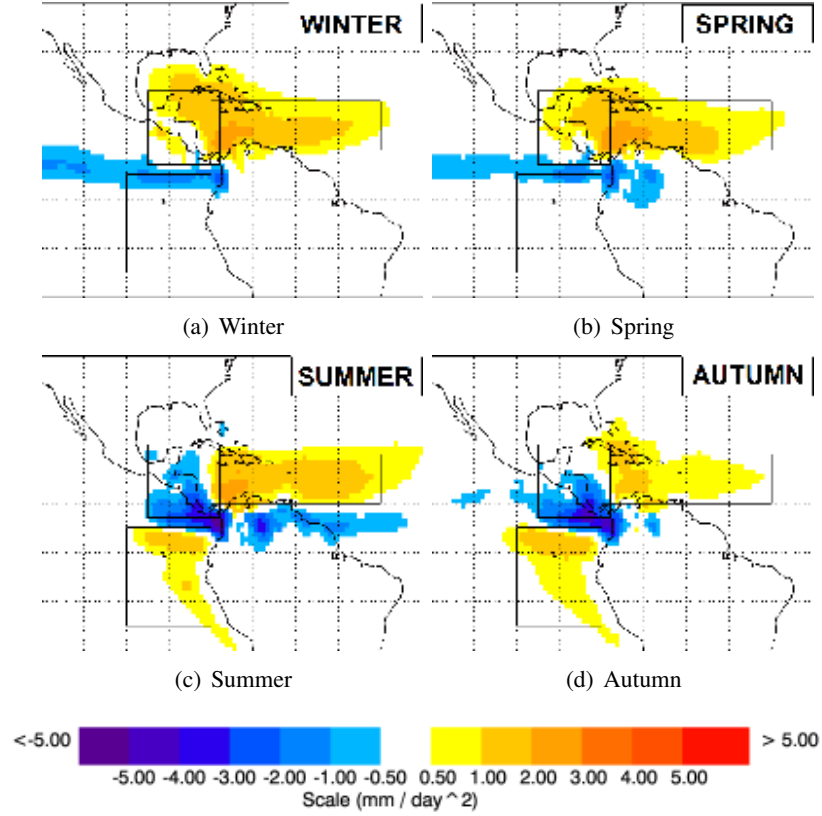 WINTER
SPRING
(a) Winter
(b) Spring
SUMMER
AUTUMN
(c) Summer
(d) Autumn
<-5.00
> 5.00
-5.00 -4.00 -3.00 -2.00 -1.00 -0.50 0.50 1.00 2.00 3.00 4.00 5.00
Scale (mm / day^2)